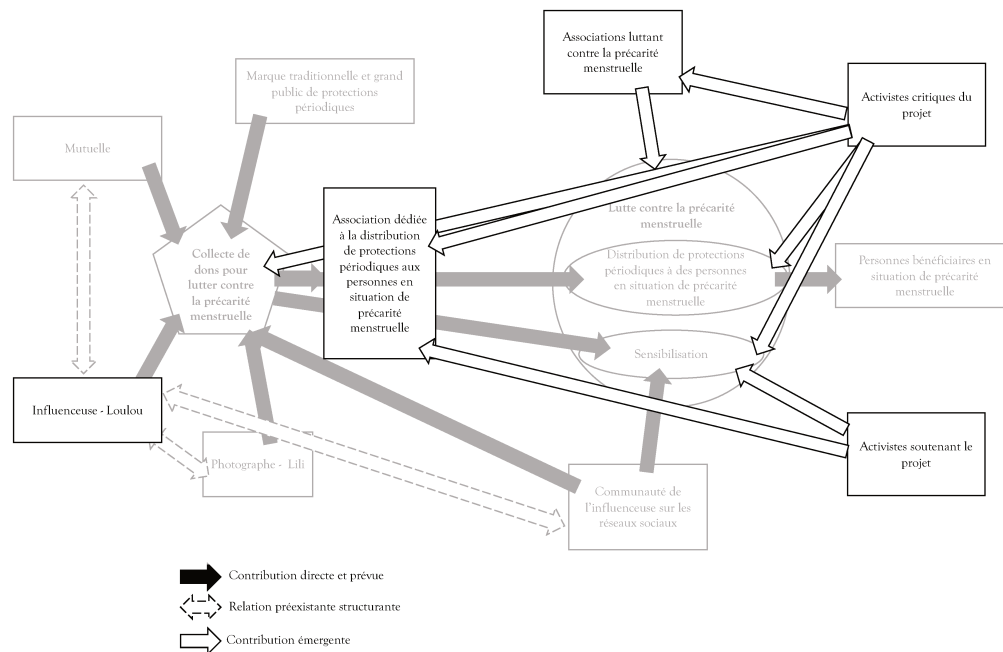 Associations luttant
contre la précarité
menstruelle
Marque traditionnelle et grand
public de protections
périodiques
Activistes critiques du
projet
Mutuelle
Association dédiée
à la distribution
de protections
périodiques aux
personnes en
situation de
précarité
menstruelle
Lutte contre la précarité
menstruelle
Collecte de
dons pour
lutter contre
la précarité
menstruelle
Distribution de protections
périodiques à des personnes
en situation de précarité
menstruelle
Personnes bénéficiaires en
situation de précarité
menstruelle
Sensibilisation
Influenceuse - Loulou
Activistes soutenant le
projet
Photographe - Lili
Communauté de
l'influenceuse sur les
réseaux sociaux
Contribution directe et prévue
Relation préexistante structurante
Contribution émergente